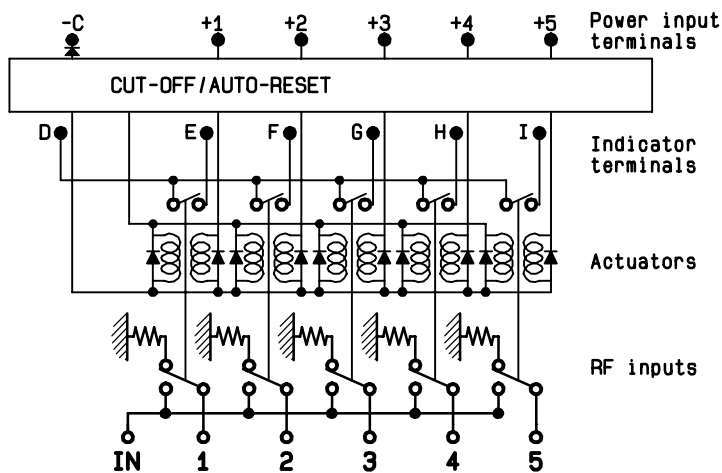 -C +1 +2 +3 +4 +5 Power input
terminals
CUT-OFF/AUTO-RESET
D E F G H I Indicator
terminals
Actuators
RF inputs
IN 1 2 3 4 5